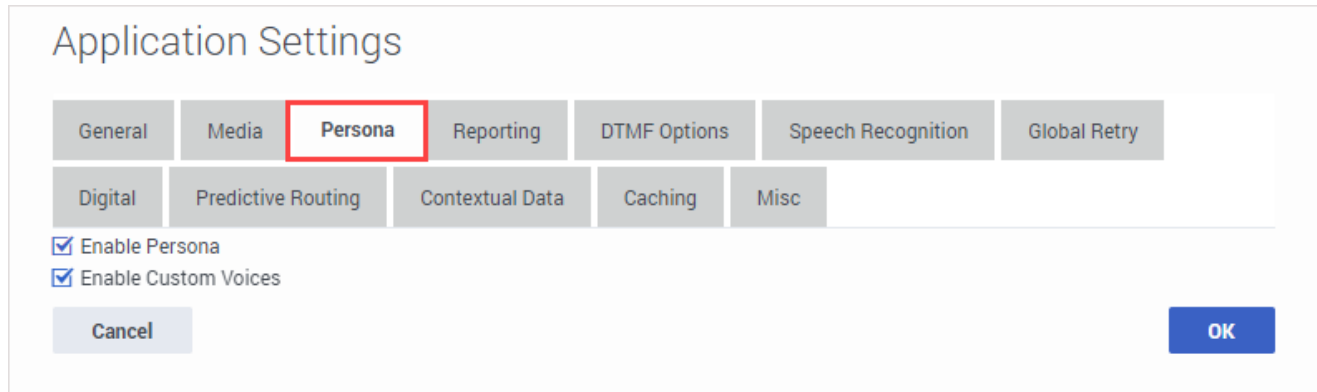 Application Settings
General Media Persona Reporting DTMF Options Speech Recognition Global Retry
Digital Predictive Routing Contextual Data Caching Misc
Enable Persona
Enable Custom Voices
Cancel OK